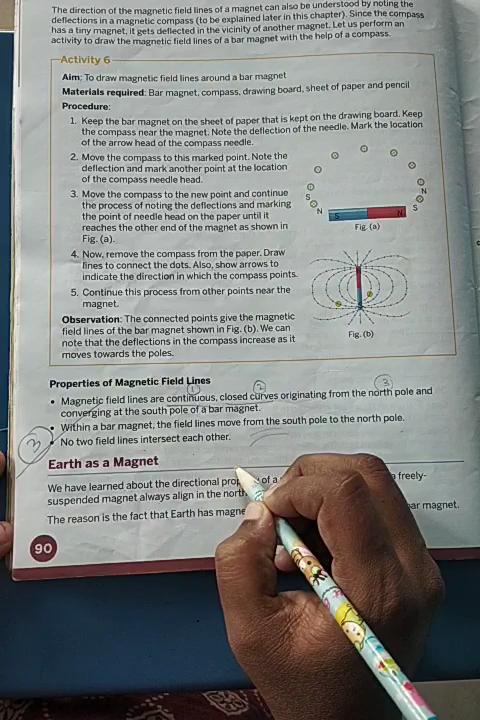 The direction of the magnetic field lines of a magnet can also be understood by noting the
deflections in a magnetic compass (to be explained later in this chapter). Since the compass
has a tiny magnet, it gets deflected in the vicinity of another magnet. Let us perform an
activity to draw the magnetic field lines of a bar magnet with the help of a compass.
Activity 6
Aim: To draw magnetic field lines around a bar magnet
Materials required: Bar magnet, compass, drawing board, sheet of paper and pencil
Procedure:
1. Keep the bar magnet on the sheet of paper that is kept on the drawing board. Keep
the compass near the magnet. Note the deflection of the needle. Mark the location
of the arrow head of the compass needle.
2. Move the compass to this marked point. Note the
deflection and mark another point at the location
of the compass needle head.
3. Move the compass to the new point and continue
the process of noting the deflections and marking
the point of needle head on the paper until it
reaches the other end of the magnet as shown in
Fig. (a).
S
N
S N
N
S
Fig. (a)
4. Now, remove the compass from the paper. Draw
lines to connect the dots. Also, show arrows to
indicate the direction in which the compass points.
5. Continue this process from other points near the
magnet.
Fig. (b)
Observation: The connected points give the magnetic
field lines of the bar magnet shown in Fig. (b). We can
note that the deflections in the compass increase as it
moves towards the poles.
Properties of Magnetic Field Lines
1 2 3
• Magnetic field lines are continuous, closed curves originating from the north pole and
converging at the south pole of a bar magnet.
• Within a bar magnet, the field lines move from the south pole to the north pole.
3
• No two field lines intersect each other.
Earth as a Magnet
We have learned about the directional of a freely-
suspended magnet always align in the
The reason is the fact that Earth has bar magnet.
90